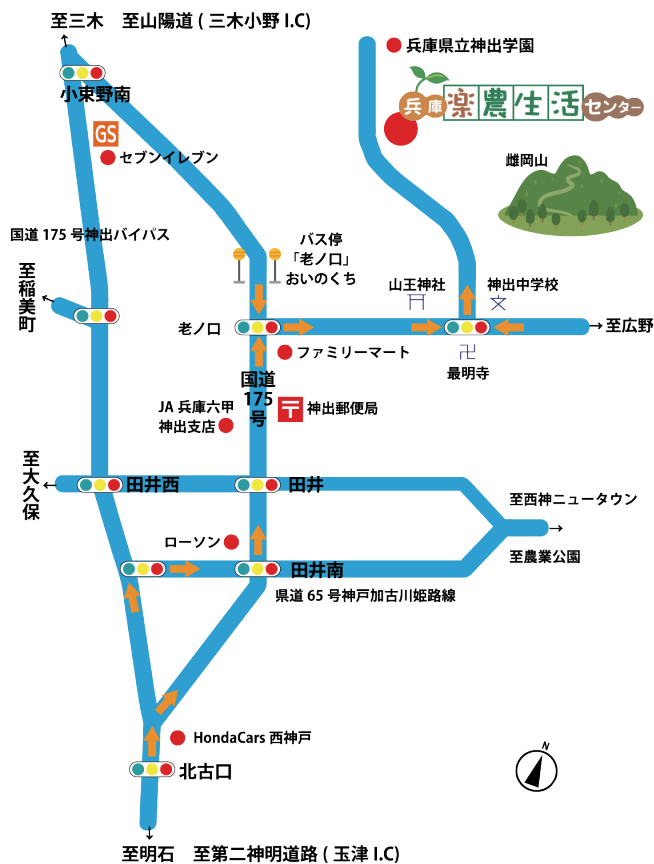 至三木 至山陽道 ( 三木小野 I.C)
兵庫県立神出学園
小束野南
兵庫楽農生活センター
GS
セブンイレブン
雌岡山
国道 175 号神出バイパス
バス停
「老ノ口」
おいのくち
至稲美町
山王神社
神出中学校
文
老ノ口
至広野
ファミリーマート
卍
最明寺
国道
175
号
JA 兵庫六甲
神出支店
〒
神出郵便局
至大久保
田井西
田井
至西神ニュータウン
ローソン
至農業公園
田井南
県道 65 号神戸加古川姫路線
HondaCars 西神戸
N
北古口
至明石 至第二神明道路 ( 玉津 I.C)